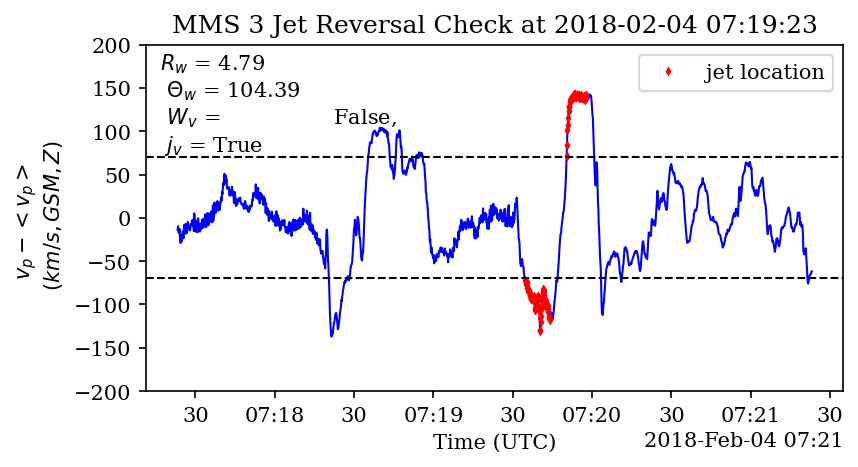 MMS 3 Jet Reversal Check at 2018-02-04 07:19:23
R_w = 4.79
Θ_w = 104.39
W_v = False,
j_v = True
jet location
v_p − < v_p >
(km/s, GSM, Z)
200
150
100
50
0
−50
−100
−150
−200
30 07:18 30 07:19 30 07:20 30 07:21 30
Time (UTC)
2018-Feb-04 07:21